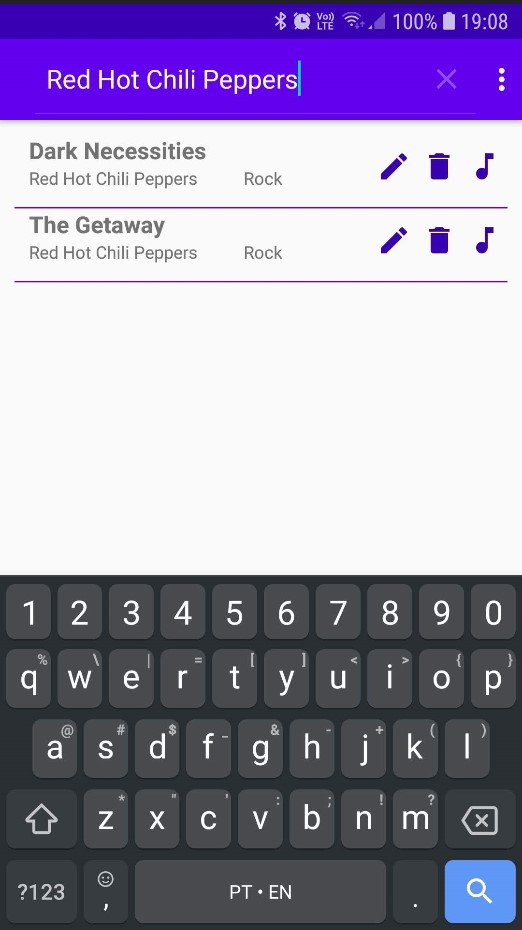 Vo)) LTE 100% 19:08
Red Hot Chili Peppers
Dark Necessities
Red Hot Chili Peppers Rock
The Getaway
Red Hot Chili Peppers Rock
1 2 3 4 5 6 7 8 9 0
% \ | = [ ] < > { }
q w e r t y u i o p
@ # $ _ & - + ( )
a s d f g h j k l
* " ' : ; ! ?
z x c v b n m
?123 , PT • EN .